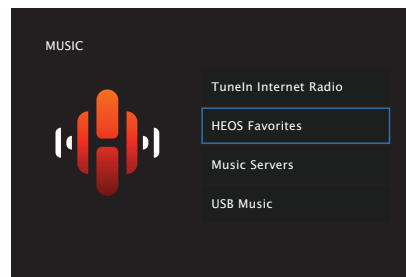 MUSIC
TuneIn Internet Radio
HEOS Favorites
Music Servers
USB Music